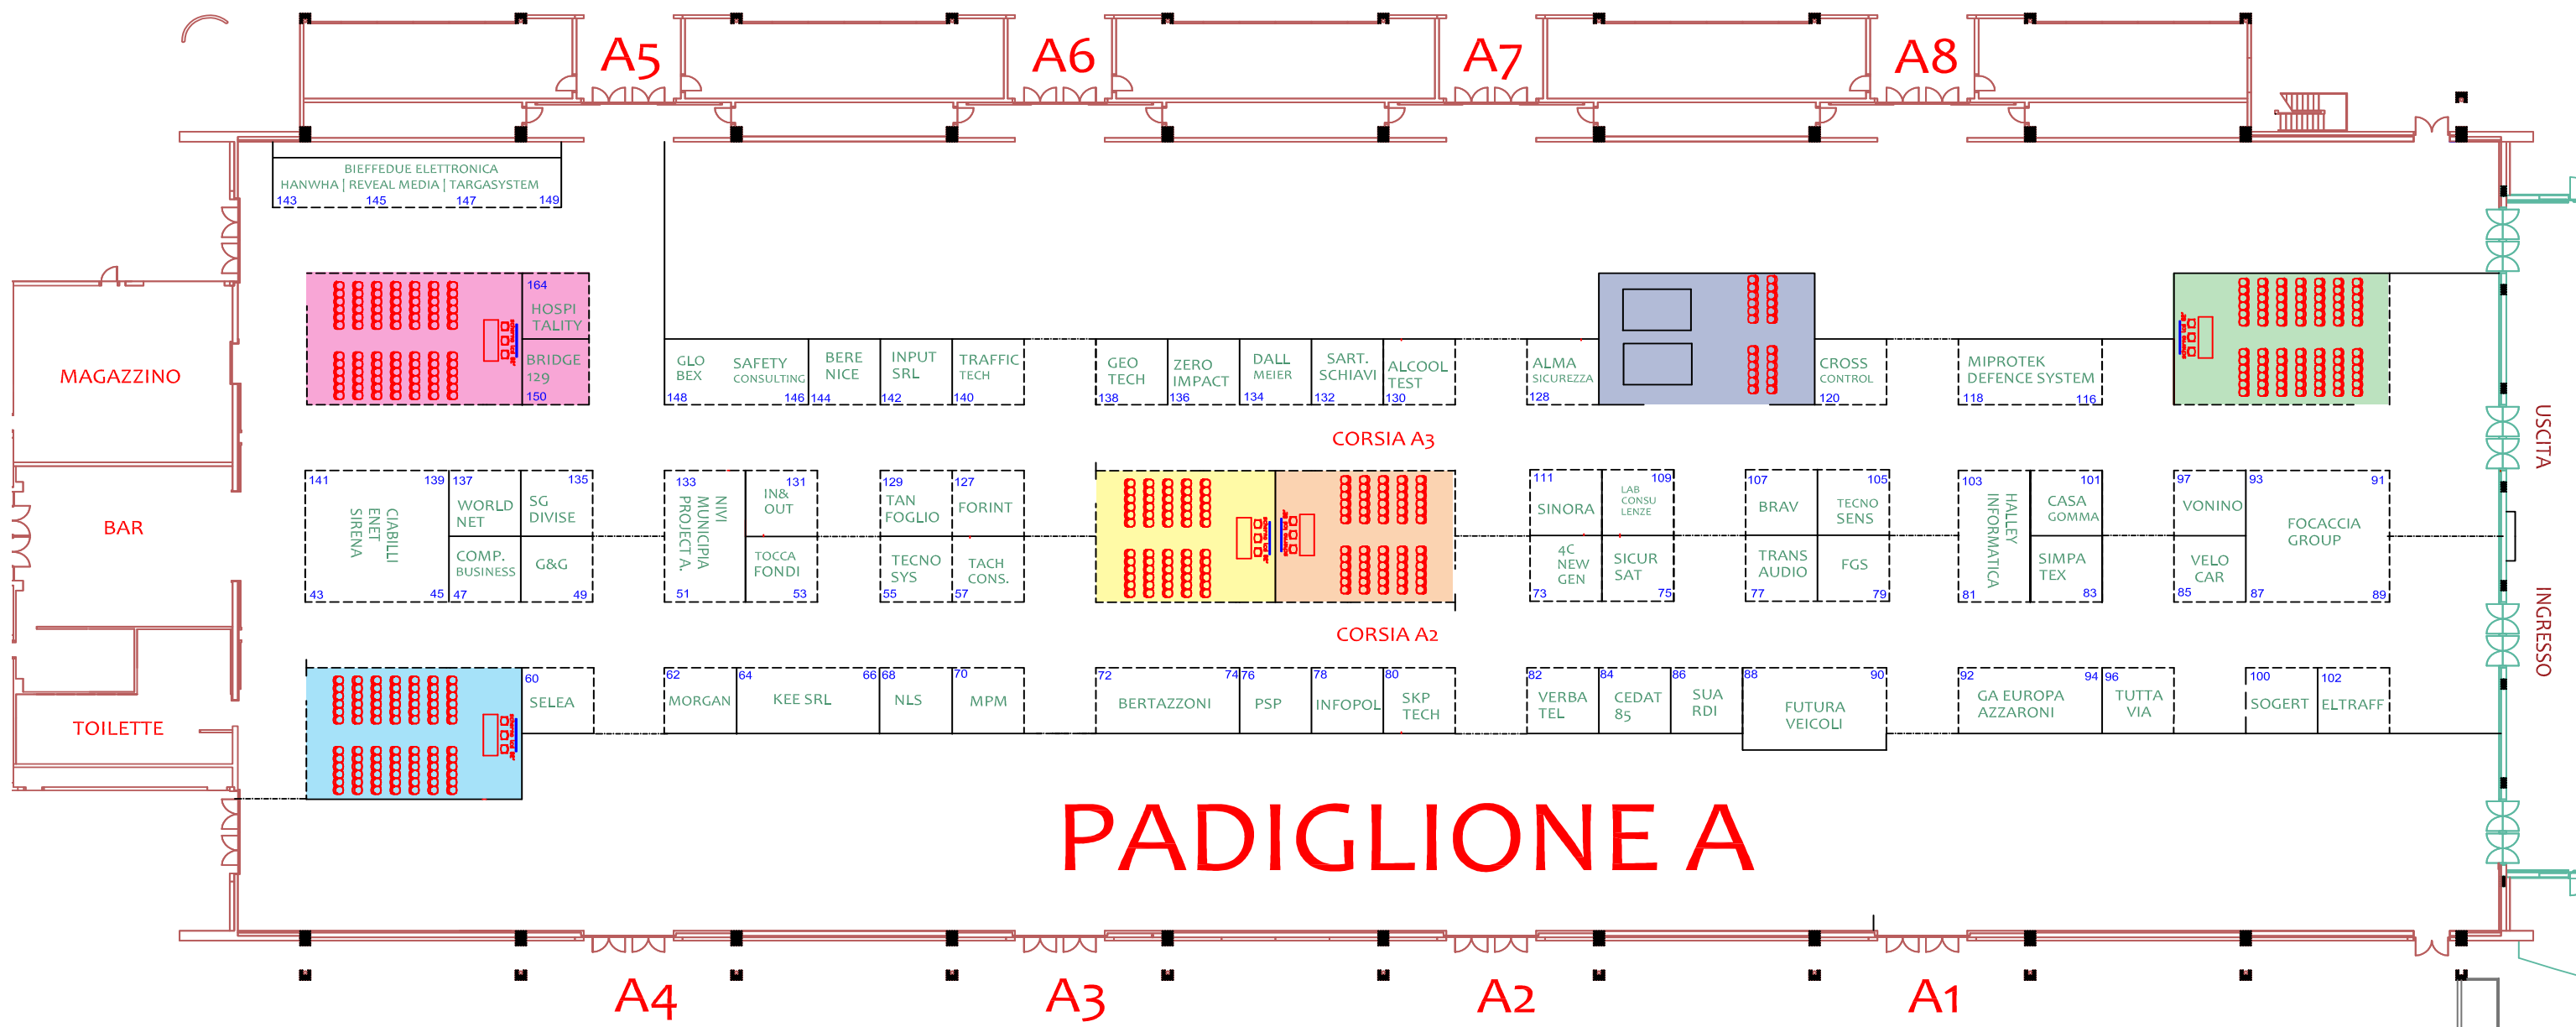 A5
A6
A7
A8
BIEFFEDUE ELETTRONICA
HANWHA | REVEAL MEDIA | TARGASYSTEM
143
145
147
149
164
HOSPI
TALITY
BRIDGE
129
150
GLO
BEX
148
SAFETY
CONSULTING
146
BERE
NICE
144
INPUT
SRL
142
TRAFFIC
TECH
140
GEO
TECH
138
ZERO
IMPACT
136
DALL
MEIER
134
SART.
SCHIAVI
132
ALCOOL
TEST
130
ALMA
SICUREZZA
128
CROSS
CONTROL
120
MIPROTEK
DEFENCE SYSTEM
118
116
MAGAZZINO
CORSIA A3
USCITA
141
139
CIABILLI
ENET
SIRENA
43
45
137
WORLD
NET
135
SG
DIVISE
COMP.
BUSINESS
47
G&G
49
133
NIVI
MUNICIPIA
PROJECT A.
51
131
IN&
OUT
TOCCA
FONDI
53
129
TAN
FOGLIO
127
FORINT
TECNO
SYS
55
TACH
CONS.
57
111
SINORA
109
LAB
CONSU
LENZE
4C
NEW
GEN
73
SICUR
SAT
75
107
BRAV
105
TECNO
SENS
TRANS
AUDIO
77
FGS
79
103
HALLEY
INFORMATICA
81
101
CASA
GOMMA
SIMPA
TEX
83
97
VONINO
VELO
CAR
85
93
91
FOCACCIA
GROUP
87
89
BAR
CORSIA A2
INGRESSO
TOILETTE
60
SELEA
62
MORGAN
64
66
KEE SRL
68
NLS
70
MPM
72
74
BERTAZZONI
76
PSP
78
INFOPOL
80
SKP
TECH
82
VERBA
TEL
84
CEDAT
85
86
SUA
RDI
88
90
FUTURA
VEICOLI
92
94
GA EUROPA
AZZARONI
96
TUTTA
VIA
100
SOGERT
102
ELTRAFF
PADIGLIONE A
A4
A3
A2
A1